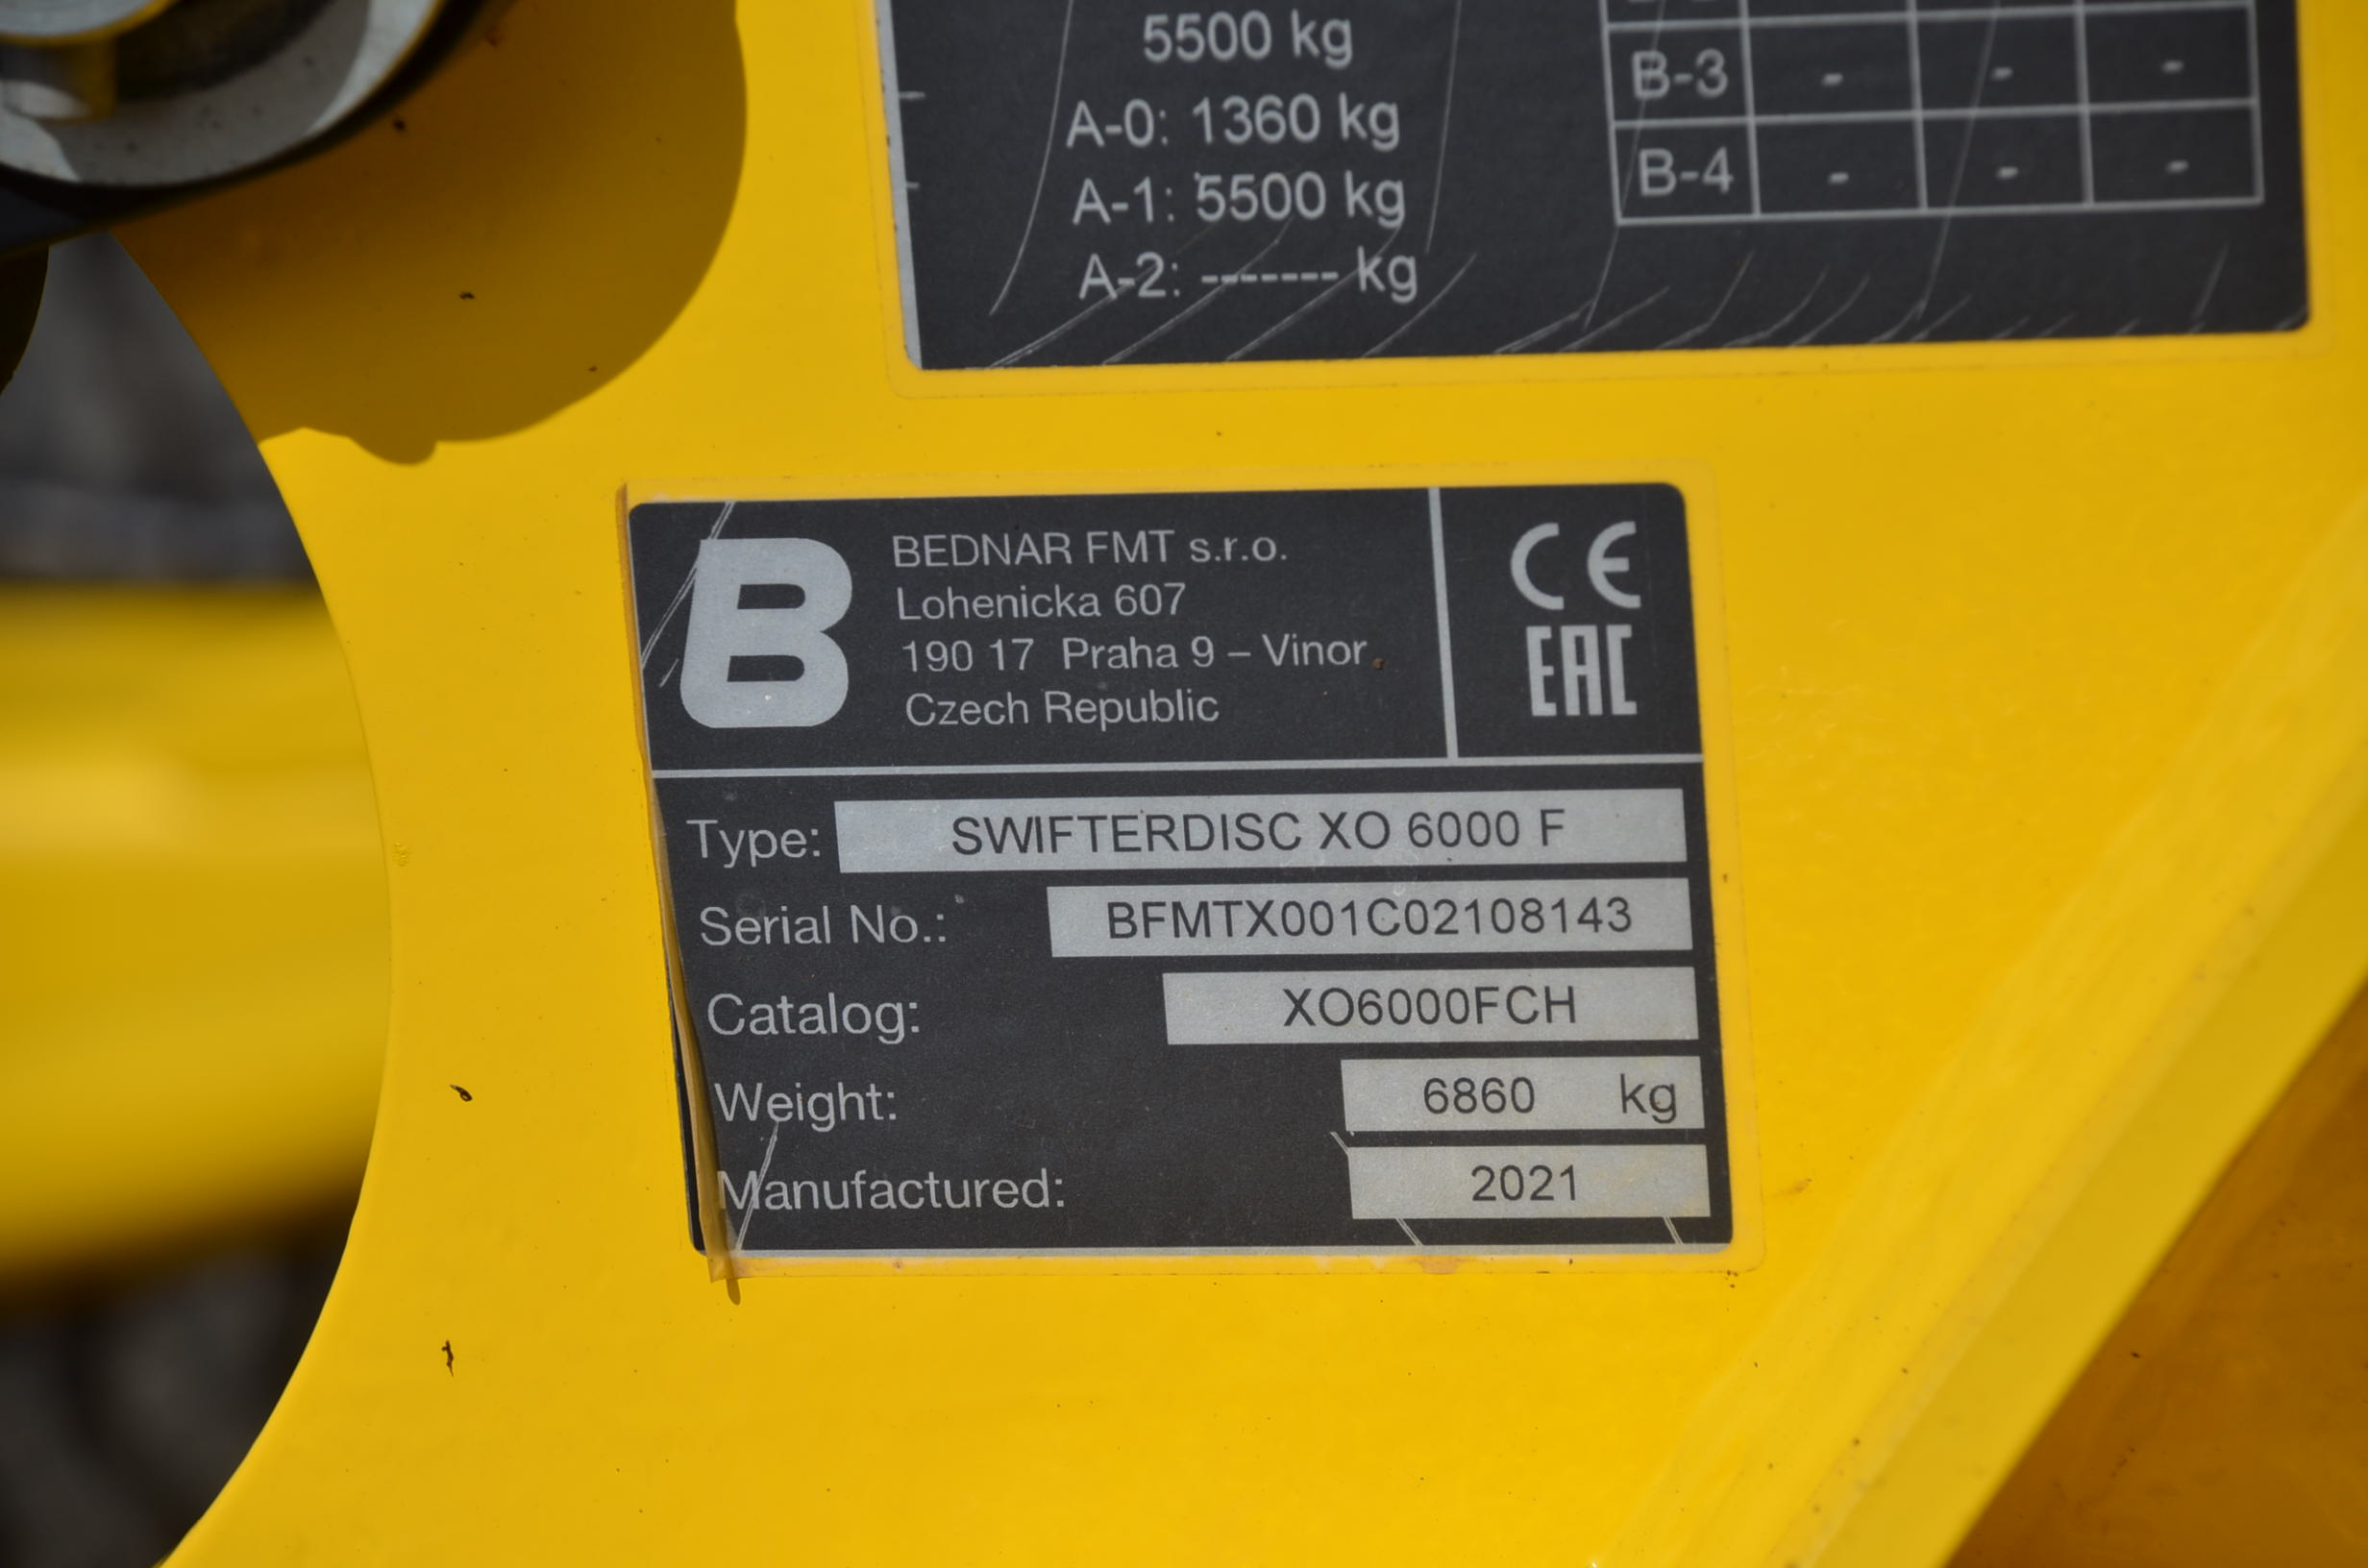 5500 kg
A-0: 1360 kg
A-1: 5500 kg
A-2: ------- kg
B-3 - - -
B-4 - - -
B
BEDNAR FMT s.r.o.
Lohenicka 607
190 17 Praha 9 – Vinor
Czech Republic
CE
EAC
Type: SWIFTERDISC XO 6000 F
Serial No.: BFMTX001C02108143
Catalog: XO6000FCH
Weight: 6860 kg
Manufactured: 2021